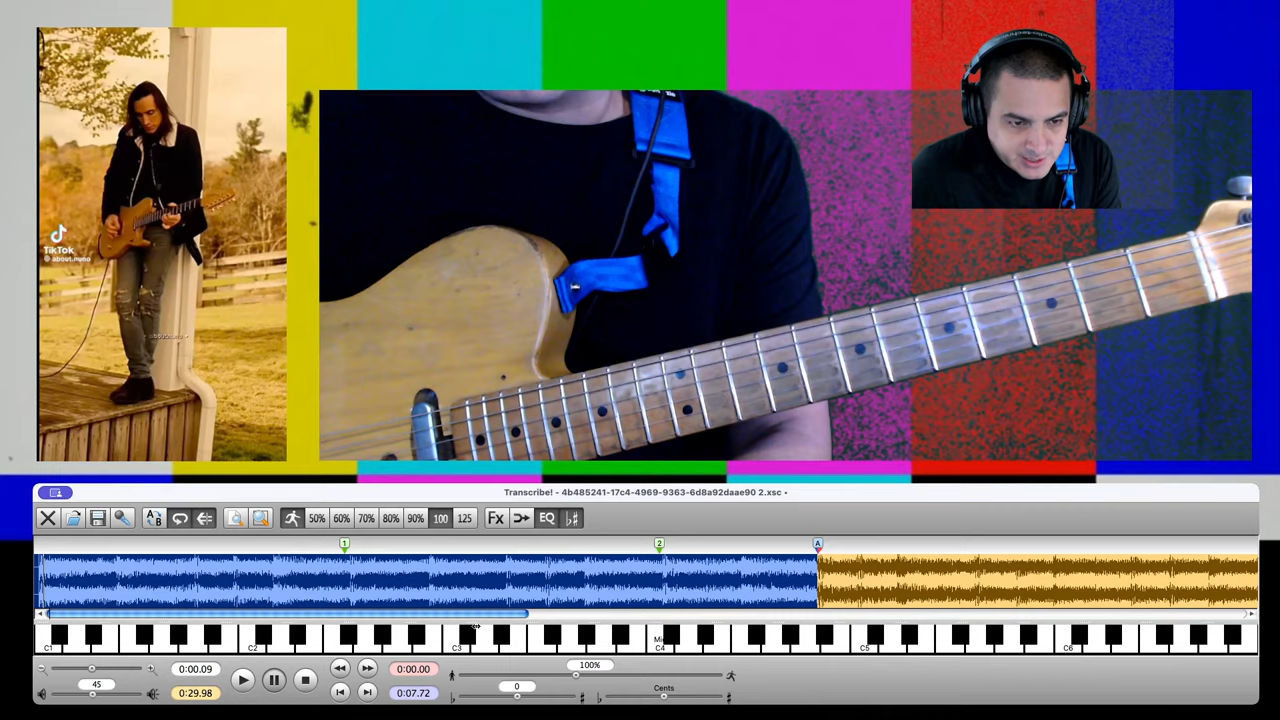 TikTok
@ about.mino
Transcribe! - 4b485241-17c4-4969-9363-6d8a92daae90 2.xsc •
A B
50% 60% 70% 80% 90% 100 125
Fx
EQ
1 2 A
C1 C2 C3 C4 C5 C6
0:00.09
0:00.00
100%
45
0:29.98
0:07.72
0
Cents